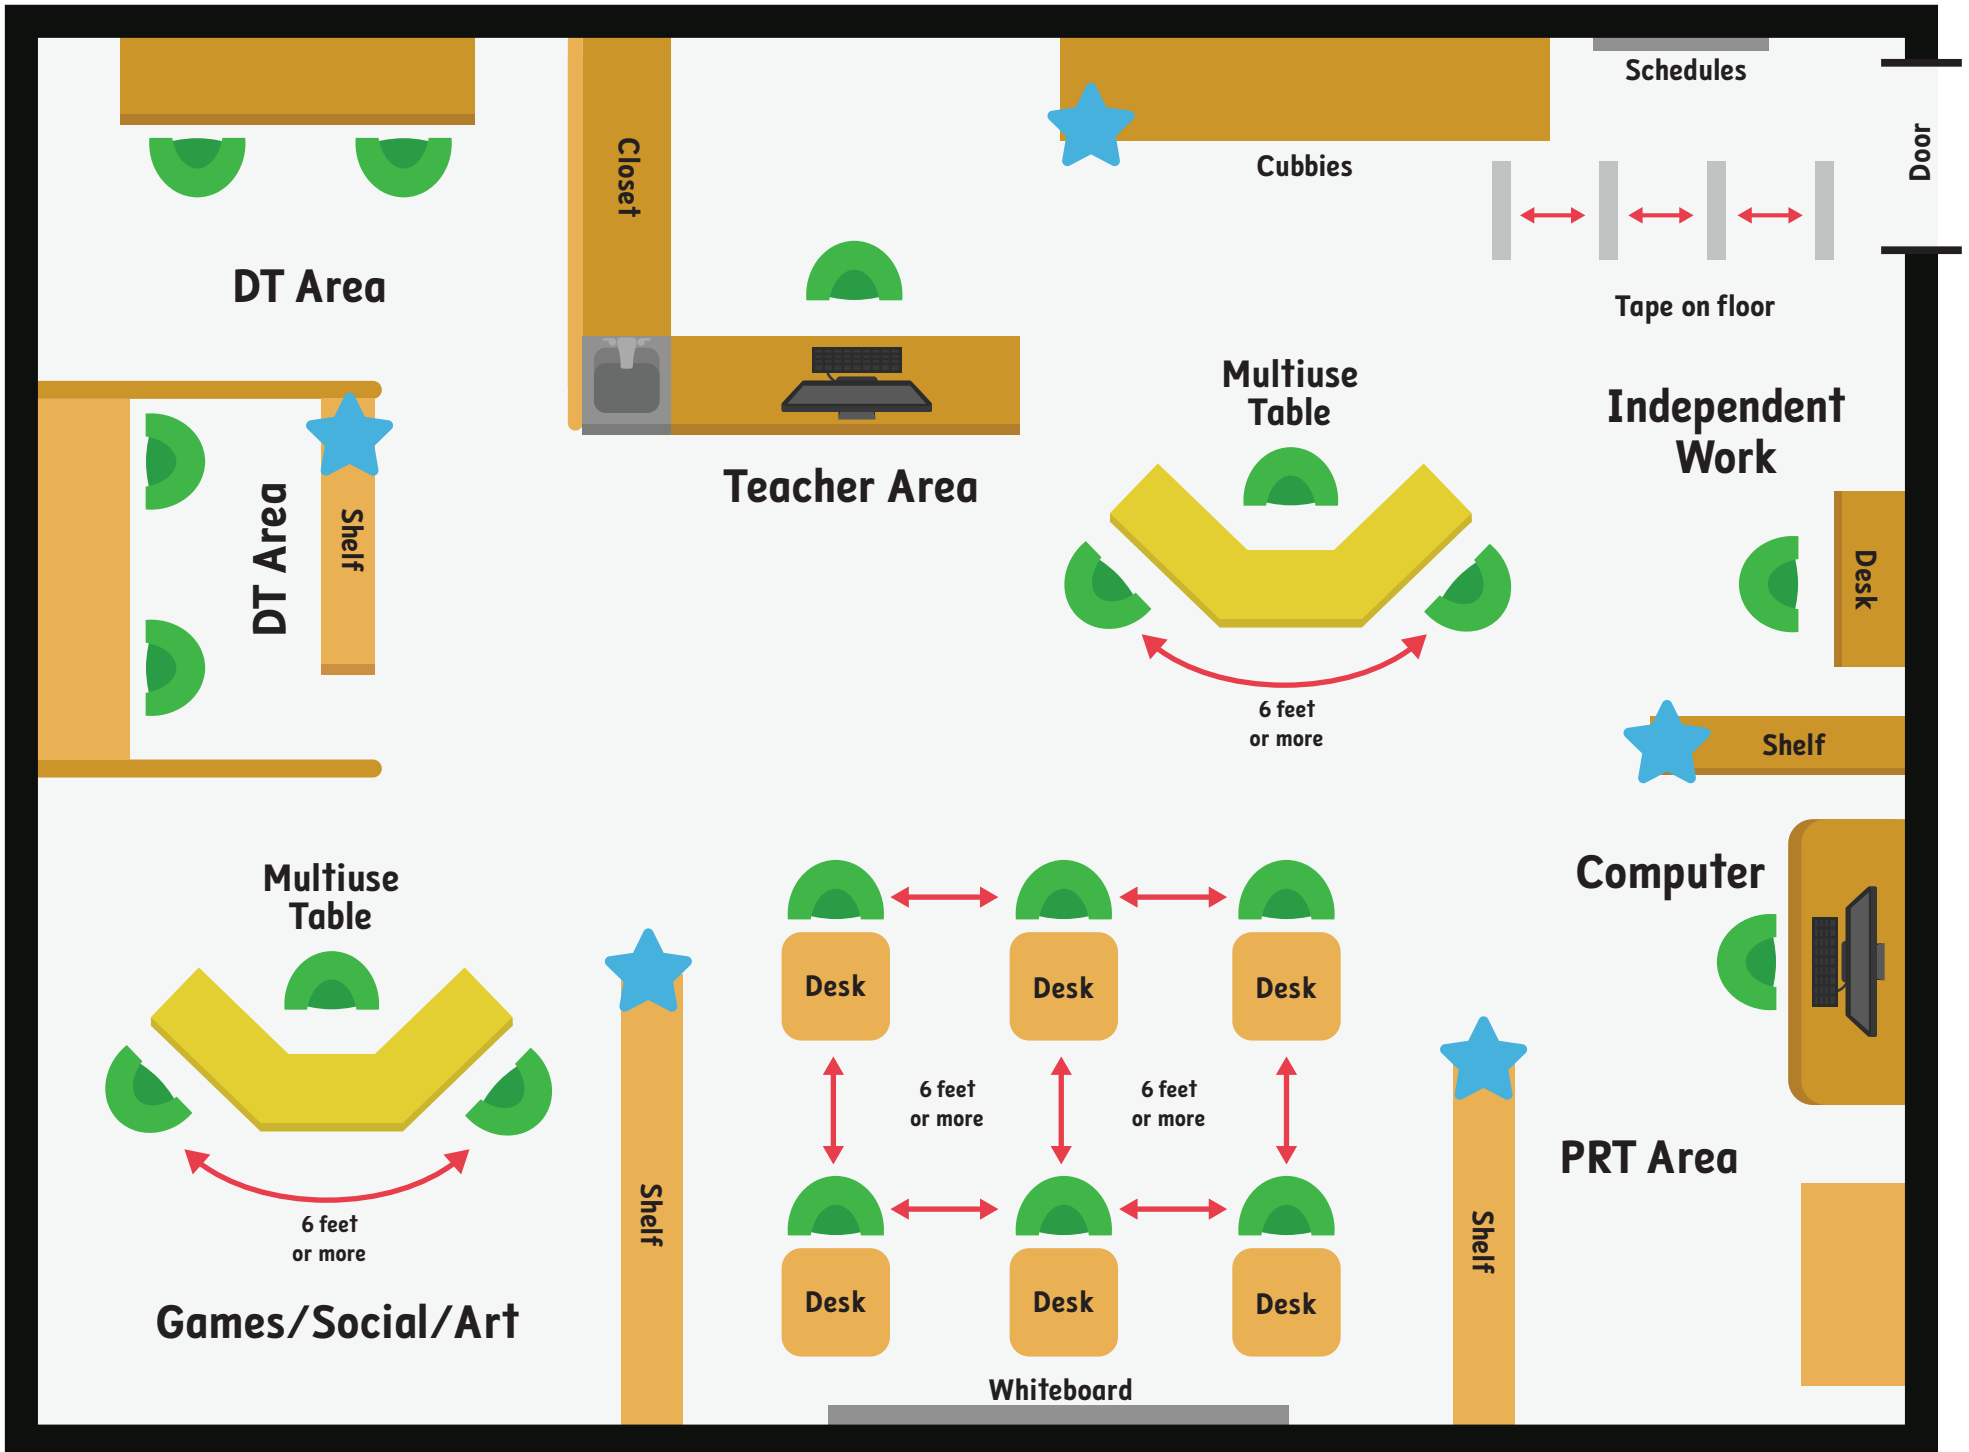 Schedules
Door
Closet
Cubbies
DT Area
Tape on floor
Multiuse
Table
Independent
Work
Teacher Area
DT Area
Shelf
Desk
6 feet
or more
Shelf
Multiuse
Table
Computer
Desk
Desk
Desk
6 feet
or more
6 feet
or more
PRT Area
Shelf
Shelf
6 feet
or more
Games/Social/Art
Desk
Desk
Desk
Whiteboard